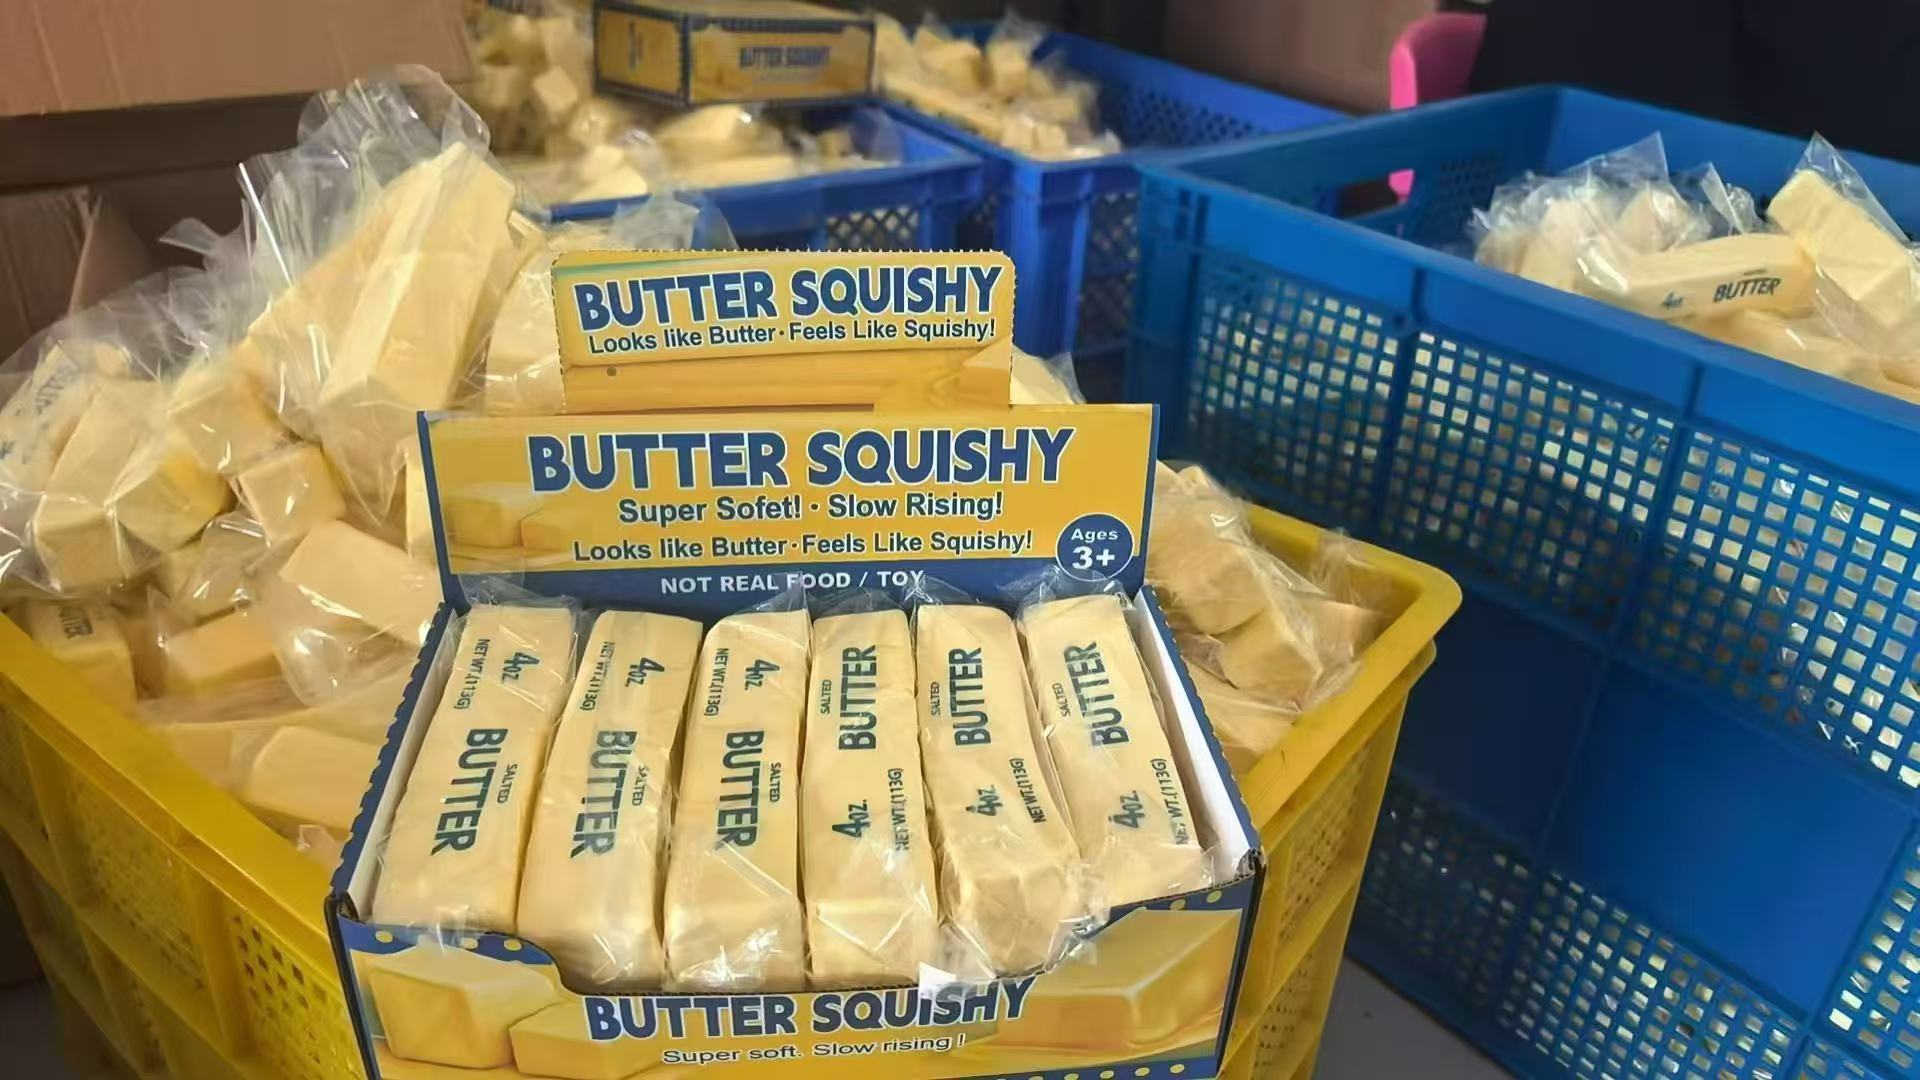 BUTTER SQUISHY
BUTTER SQUISHY
Looks like Butter · Feels Like Squishy!
4oz BUTTER
BUTTER SQUISHY
Super Sofet! · Slow Rising!
Looks like Butter · Feels Like Squishy!
Ages
3+
NOT REAL FOOD / TOY
NET WT.(113G)
4OZ.
SALTED
BUTTER
NET WT.(113G)
4OZ.
SALTED
BUTTER
NET WT.(113G)
4OZ.
SALTED
BUTTER
SALTED
BUTTER
4OZ.
NET WT.(113G)
SALTED
BUTTER
4OZ.
NET WT.(113G)
SALTED
BUTTER
4OZ.
NET WT.(113G)
BUTTER SQUISHY
Super soft. Slow rising !